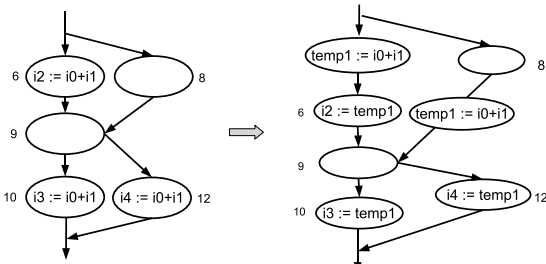 6
i2 := i0+i1
8
9
10
i3 := i0+i1
i4 := i0+i1
12
temp1 := i0+i1
8
6
i2 := temp1
temp1 := i0+i1
9
i4 := temp1
12
10
i3 := temp1